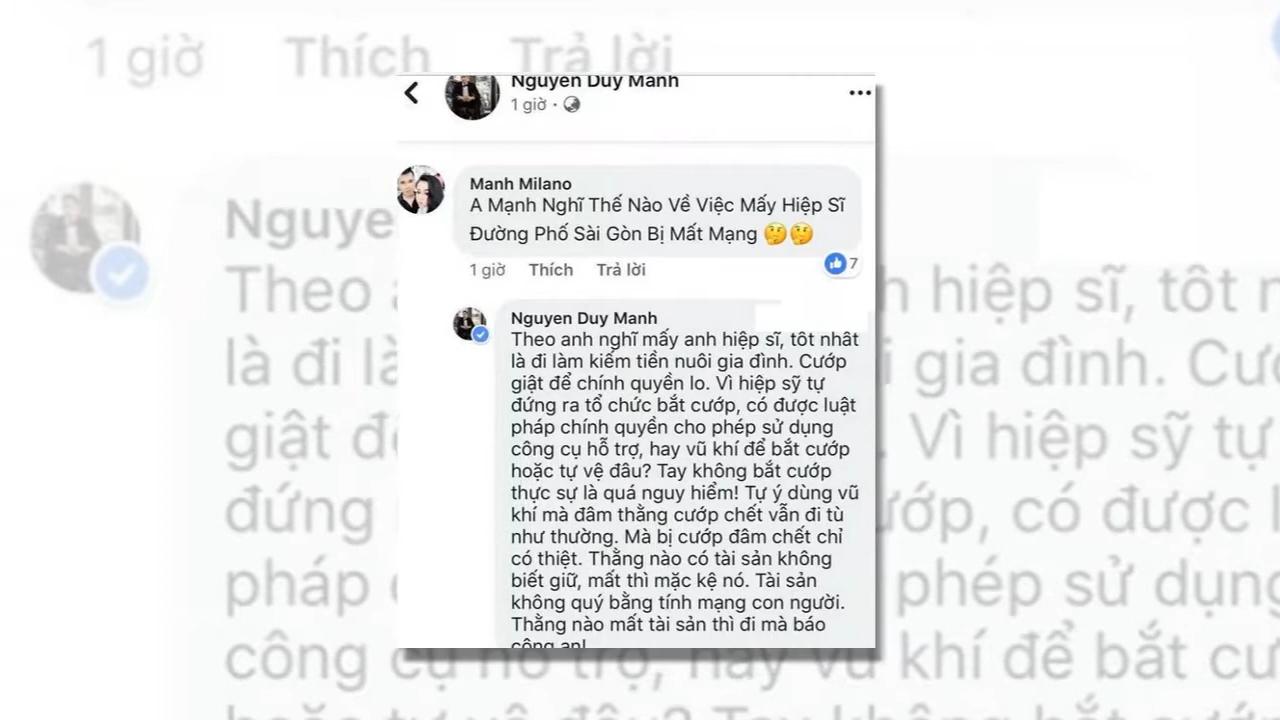 1 giờ Thích Trả lời
Nguyen Duy Manh
1 giờ
Manh Milano
A Mạnh Nghĩ Thế Nào Về Việc Mấy Hiệp Sĩ
Đường Phố Sài Gòn Bị Mất Mạng 🤔🤔
1 giờ Thích Trả lời 7
Nguyen Duy Manh
Theo anh nghĩ mấy anh hiệp sĩ, tôt nhât
là đi làm kiếm tiền nuôi gia đình. Cướp
giật để chính quyền lo. Vì hiệp sỹ tự
đứng ra tổ chức bắt cướp, có được luật
pháp chính quyền cho phép sử dụng
công cụ hỗ trợ, hay vũ khí để bắt cướp
hoặc tự vệ đâu? Tay không bắt cướp
thực sự là quá nguy hiểm! Tự ý dùng vũ
khí mà đâm thằng cướp chết vẫn đi tù
như thường. Mà bị cướp đâm chết chỉ
có thiệt. Thằng nào có tài sản không
biết giữ, mất thì mặc kệ nó. Tài sản
không quý bằng tính mạng con người.
Thằng nào mất tài sản thì đi mà báo
công an!